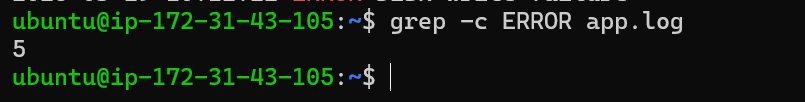 ubuntu@ip-172-31-43-105:~$ grep -c ERROR app.log
5
ubuntu@ip-172-31-43-105:~$